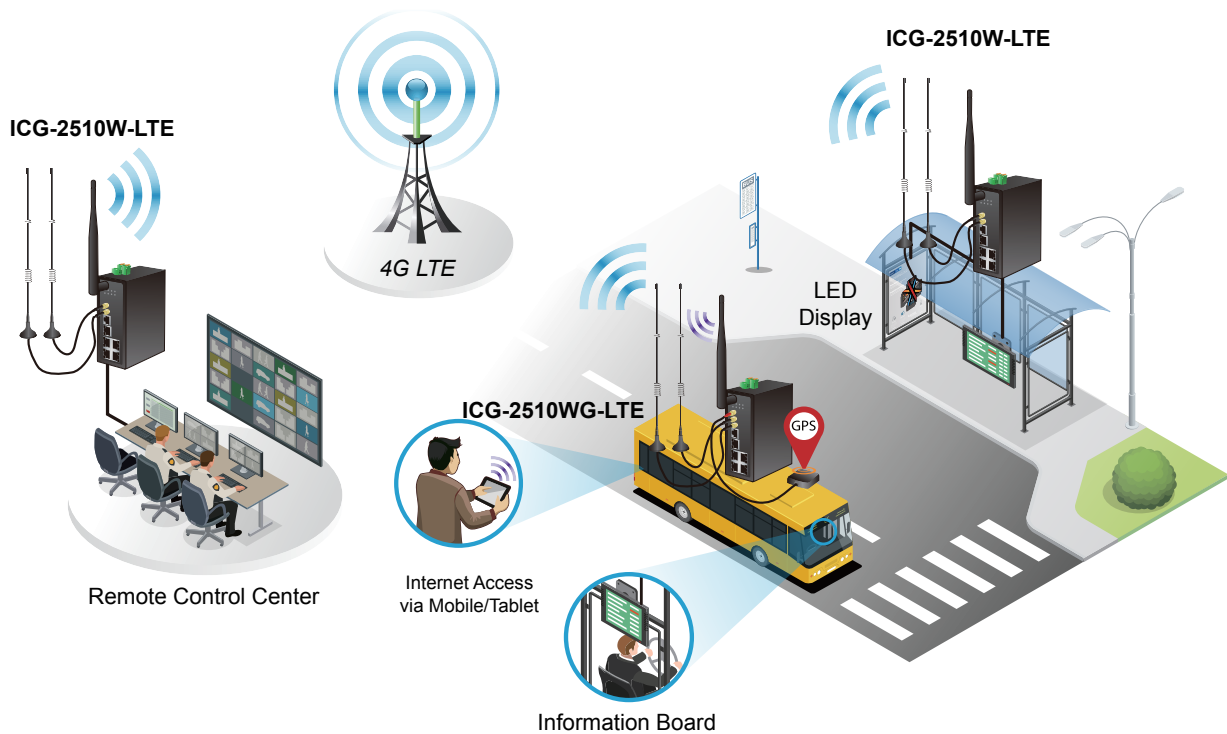 ICG-2510W-LTE
ICG-2510W-LTE
4G LTE
LED
Display
ICG-2510WG-LTE
GPS
Internet Access
via Mobile/Tablet
Remote Control Center
Information Board